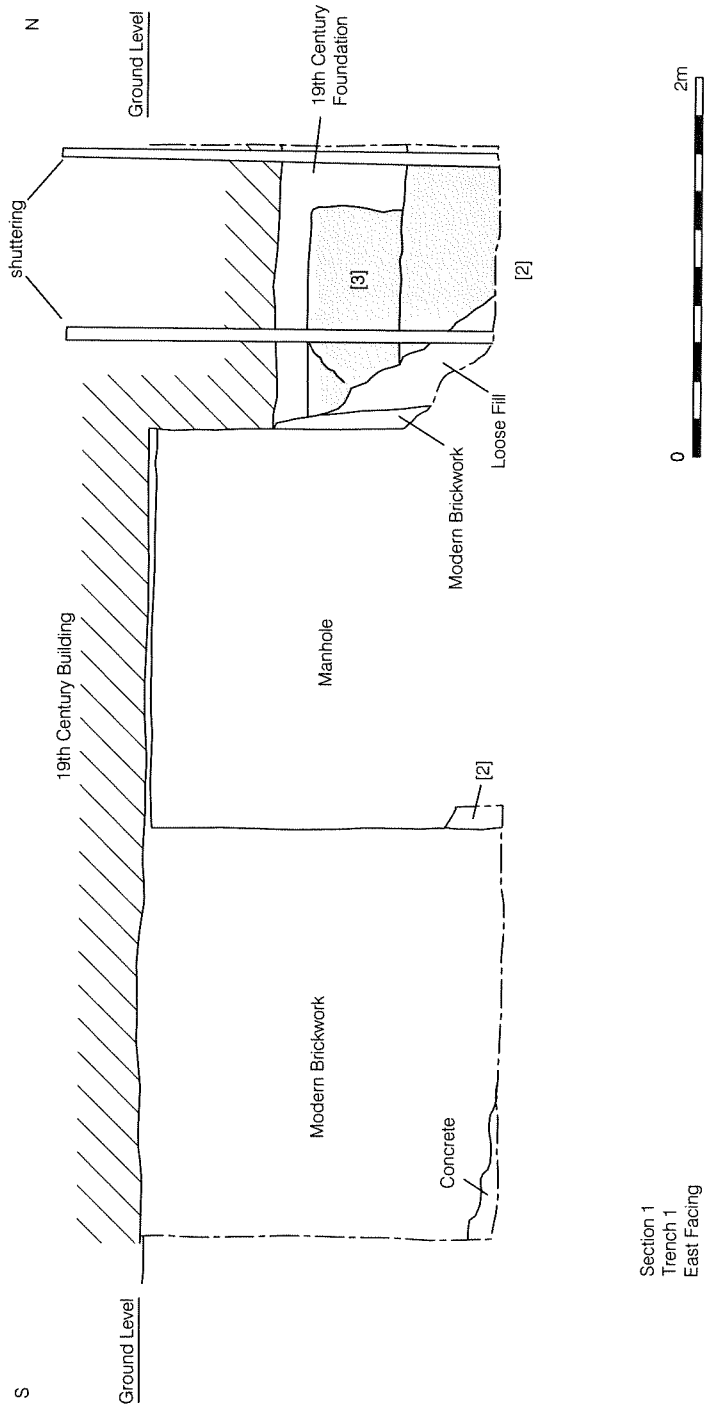 S
N
Ground Level
Ground Level
shuttering
19th Century Building
19th Century
Foundation
[3]
Manhole
Modern Brickwork
[2]
[2]
Loose Fill
Modern Brickwork
Concrete
Section 1
Trench 1
East Facing
0
2m